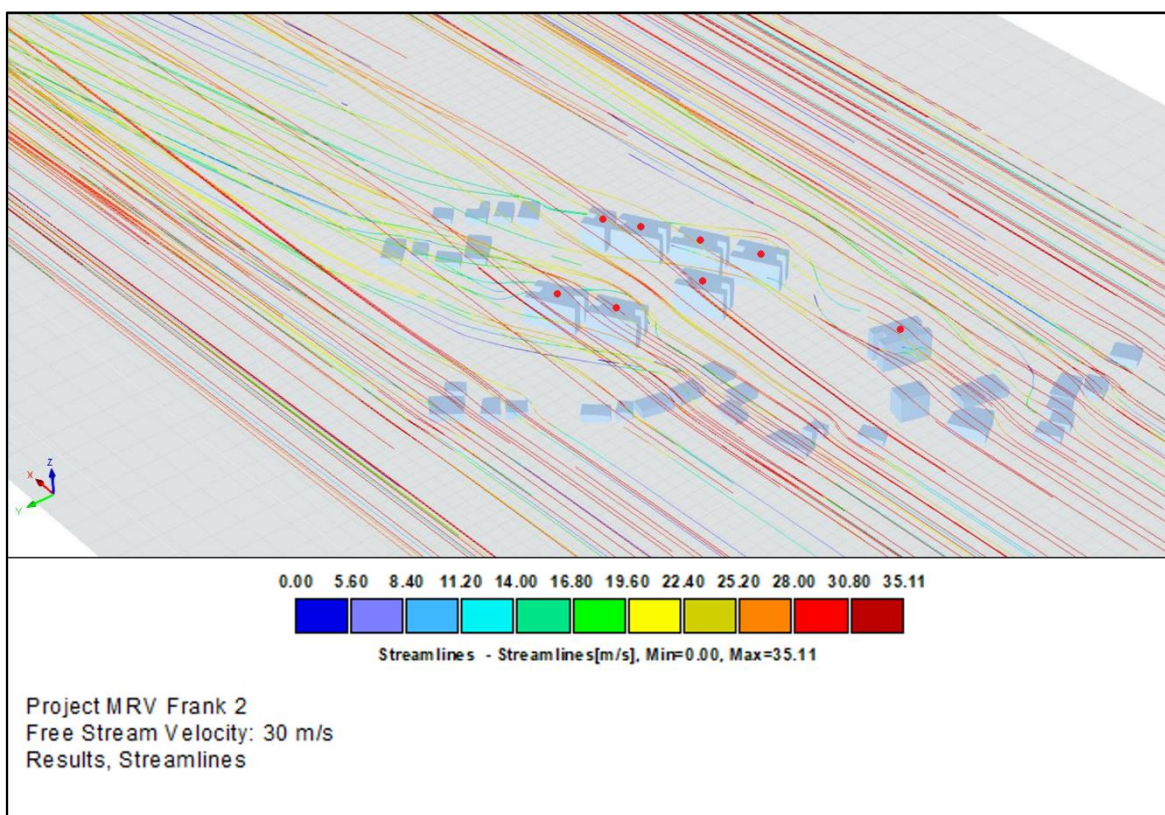 Z
X
Y
0.00 5.60 8.40 11.20 14.00 16.80 19.60 22.40 25.20 28.00 30.80 35.11
Streamlines - Streamlines[m/s], Min=0.00, Max=35.11
Project MRV Frank 2
Free Stream Velocity: 30 m/s
Results, Streamlines